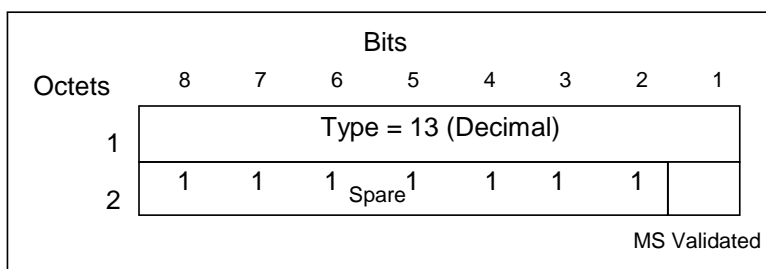 Bits
Octets 8 7 6 5 4 3 2 1
1 Type = 13 (Decimal)
2 1 1 1 Spare 1 1 1 1
MS Validated